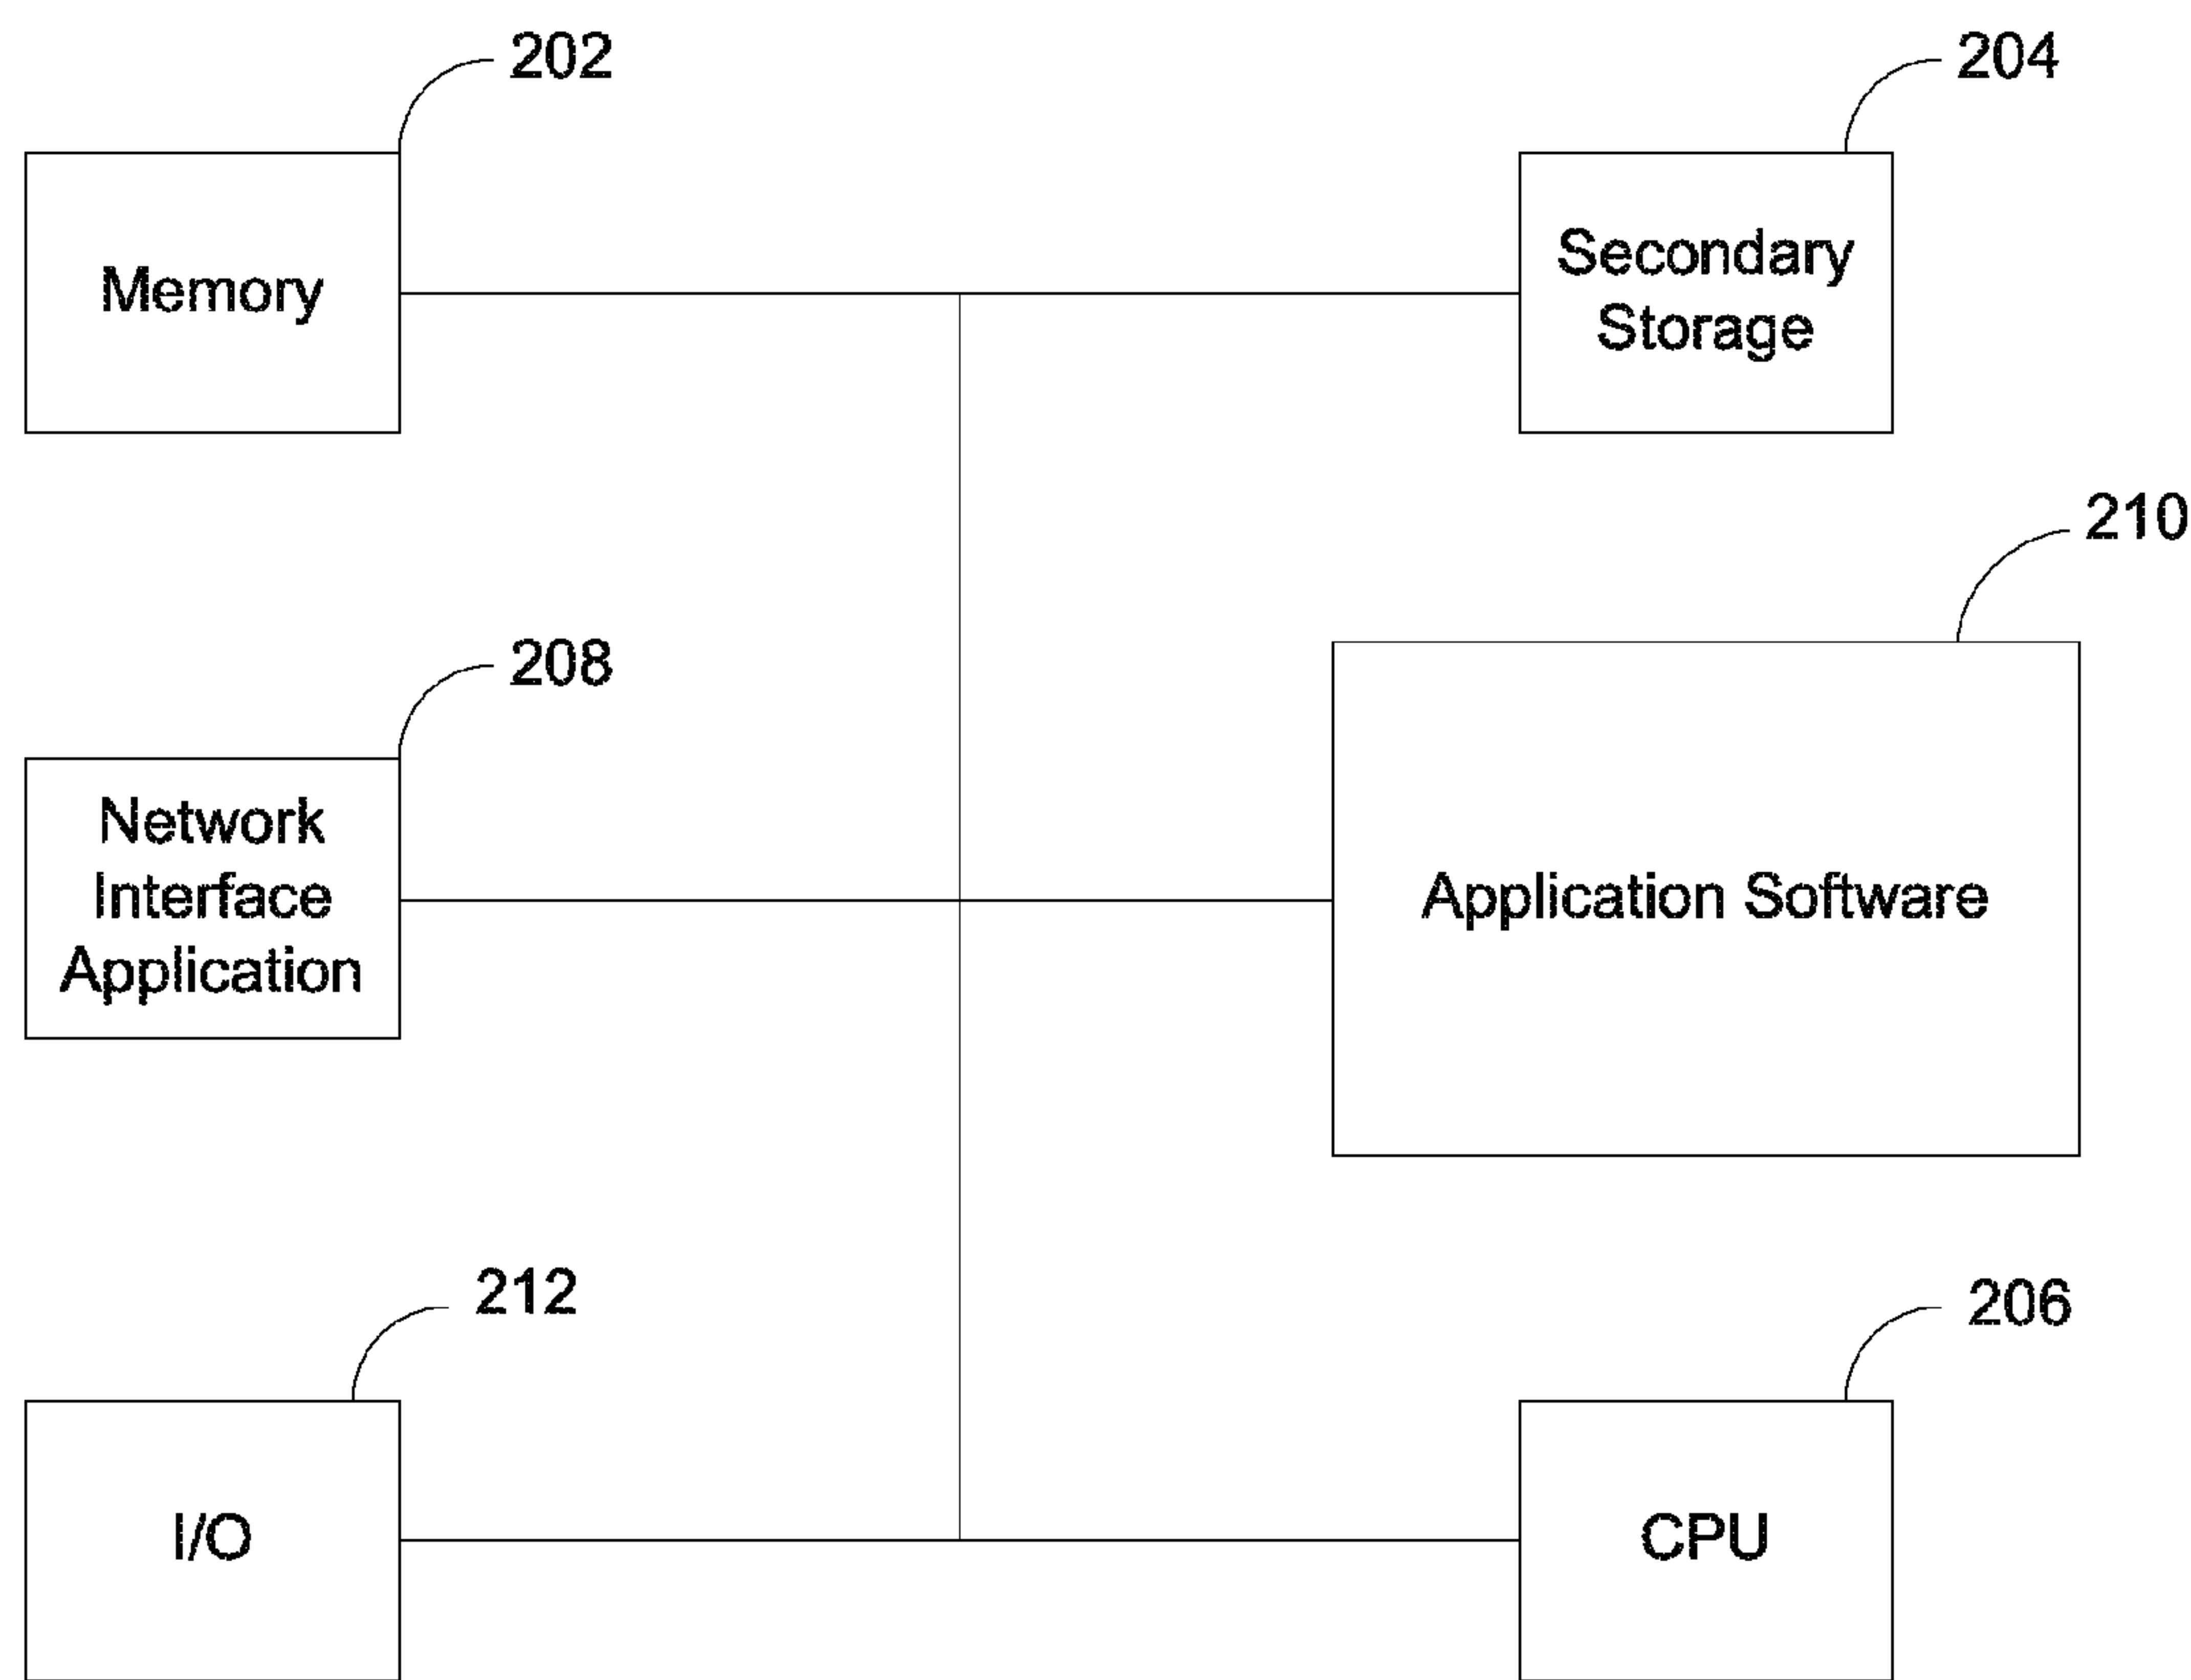 202
204
Memory
Secondary
Storage
210
208
Network
Interface
Application
Application Software
212
206
I/O
CPU